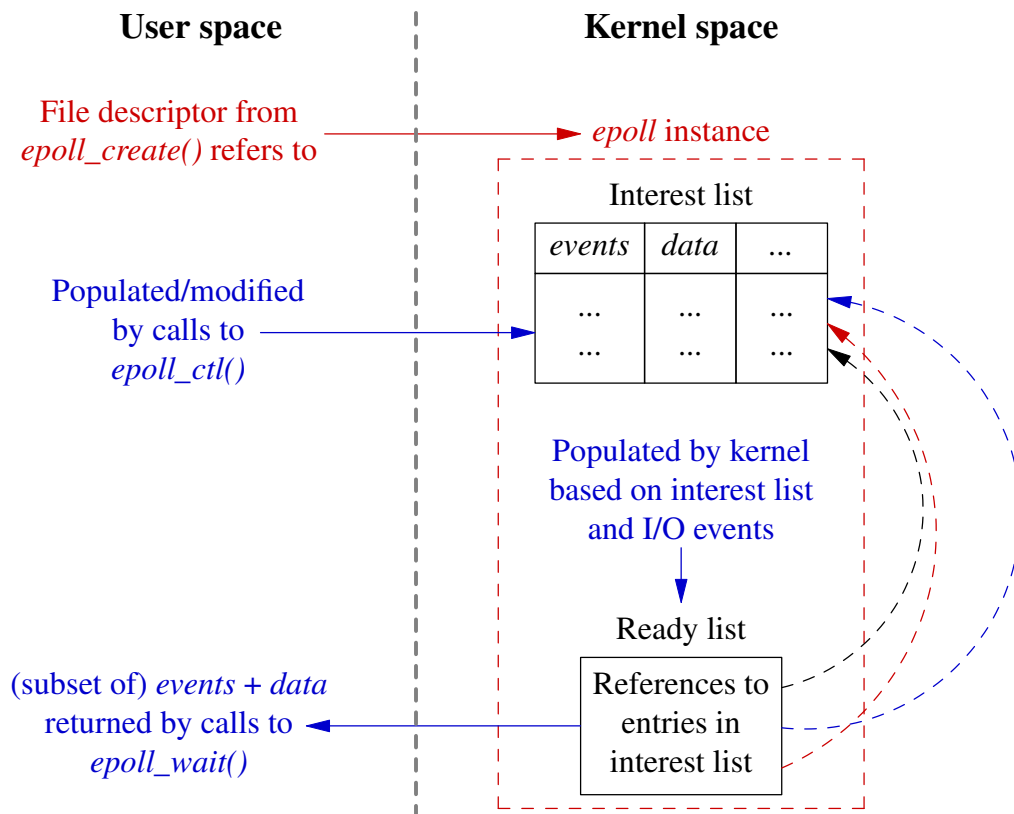 User space
Kernel space
File descriptor from
epoll_create() refers to
epoll instance
Interest list
events data ...
Populated/modified
by calls to
epoll_ctl()
... ... ...
... ... ...
Populated by kernel
based on interest list
and I/O events
Ready list
(subset of) events + data
returned by calls to
epoll_wait()
References to
entries in
interest list